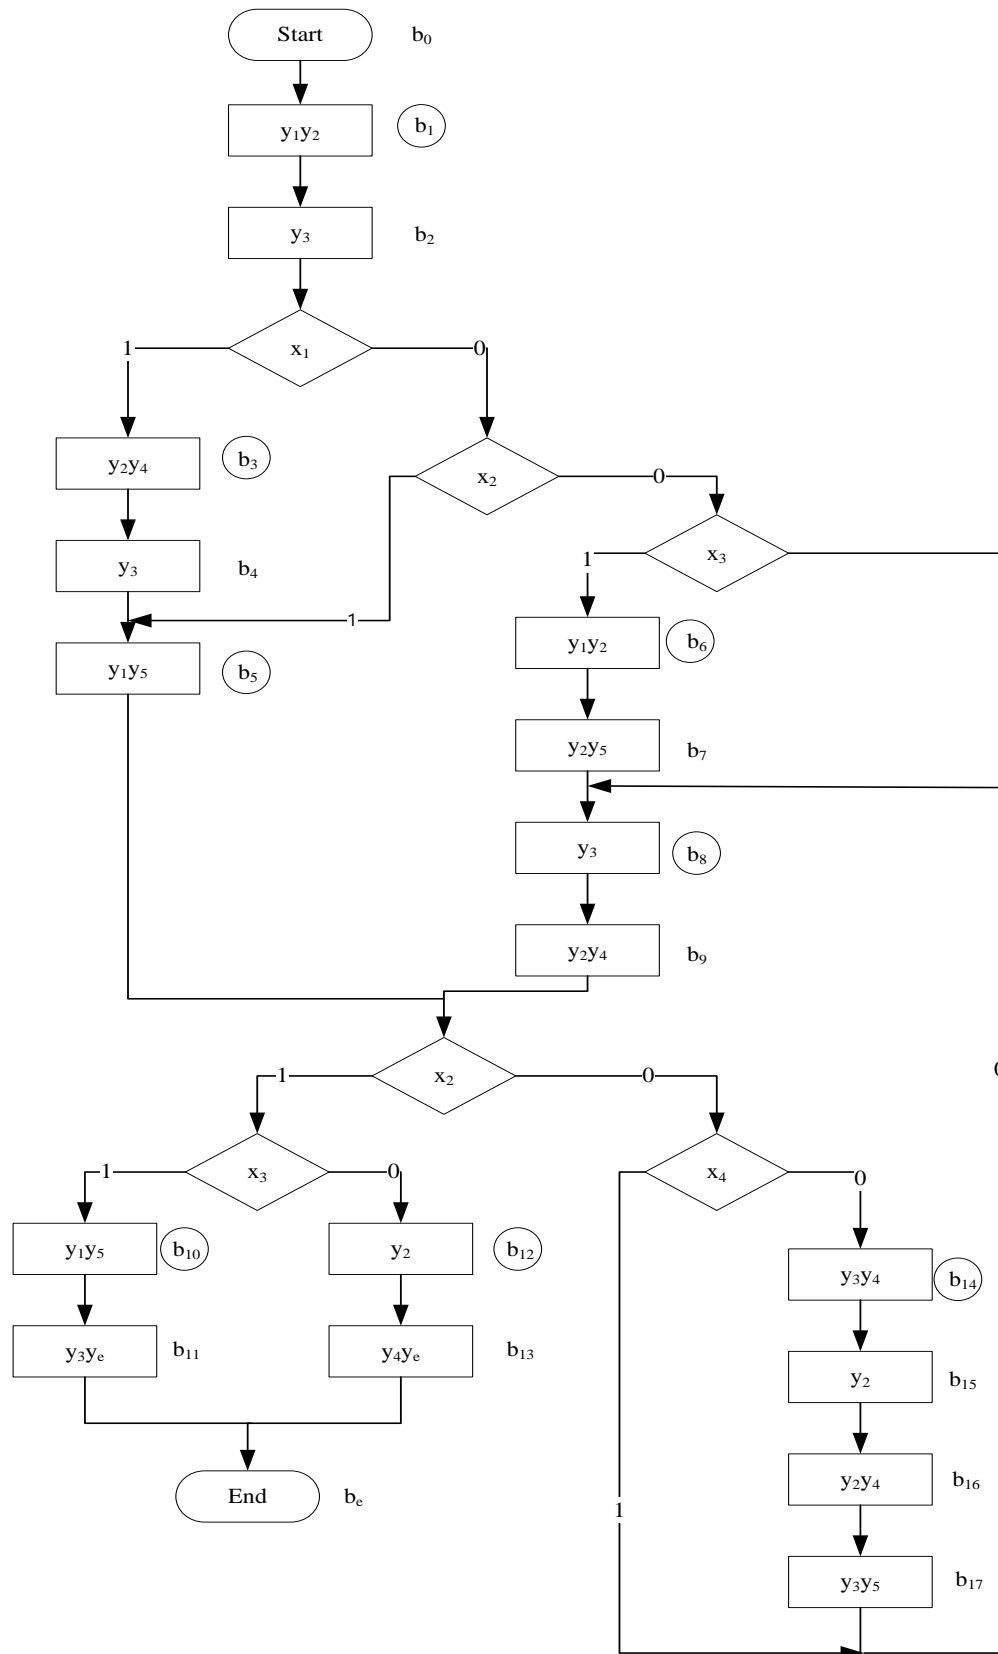 Start b₀
y₁y₂ b₁
y₃ b₂
x₁
1 0
y₂y₄ b₃
x₂
0
y₃ b₄
x₃
1
1
y₁y₂ b₆
y₁y₅ b₅
y₂y₅ b₇
y₃ b₈
y₂y₄ b₉
x₂
1 0
0
x₃
1 0
x₄
0
y₁y₅ b₁₀
y₂ b₁₂
y₃y₄ b₁₄
y₃yₑ b₁₁
y₄yₑ b₁₃
y₂ b₁₅
y₂y₄ b₁₆
End bₑ
1
y₃y₅ b₁₇